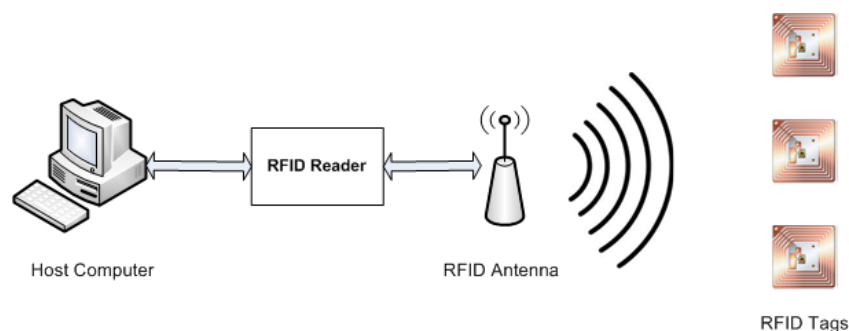 RFID Reader
Host Computer
RFID Antenna
RFID Tags